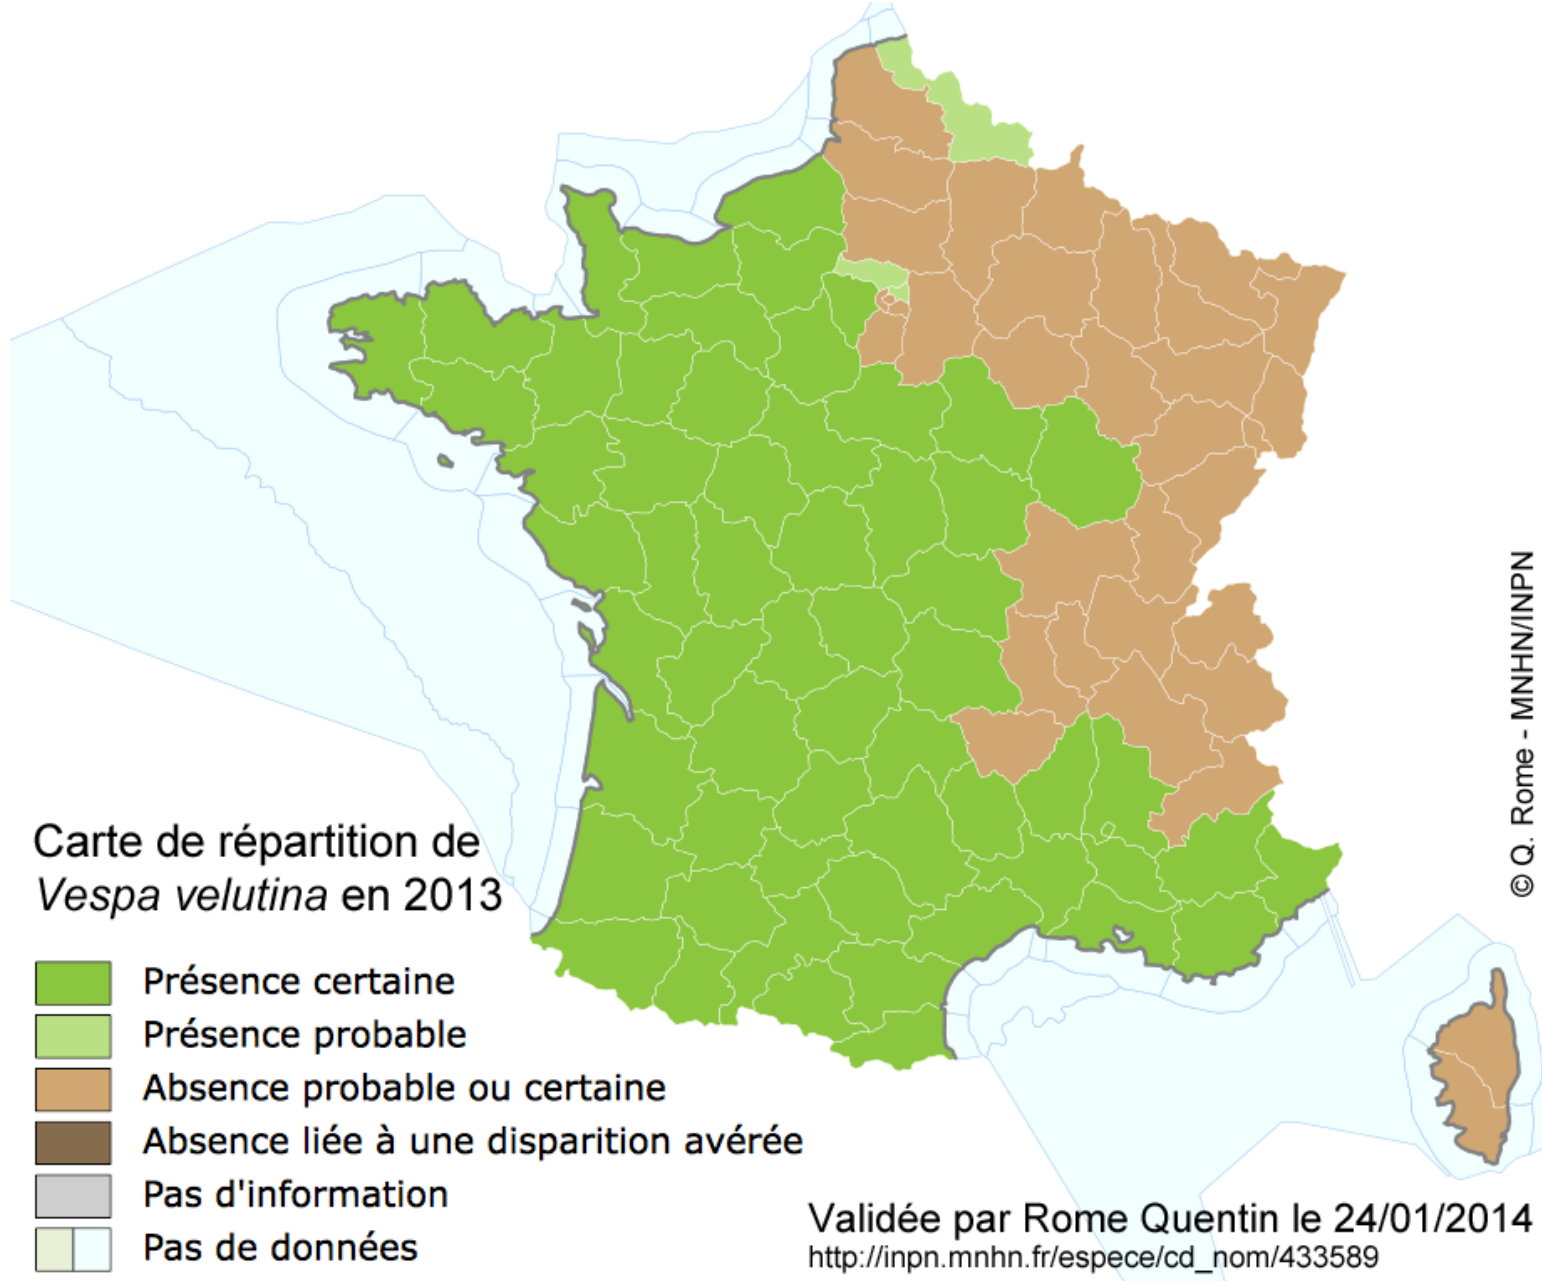 Carte de répartition de
Vespa velutina en 2013
Présence certaine
Présence probable
Absence probable ou certaine
Absence liée à une disparition avérée
Pas d'information
Pas de données
© Q. Rome - MNHN/INPN
Validée par Rome Quentin le 24/01/2014
http://inpn.mnhn.fr/espece/cd_nom/433589